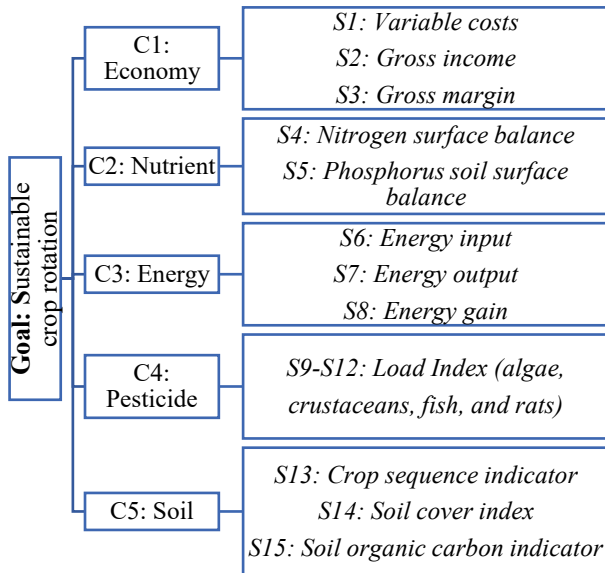 Goal: Sustainable
crop rotation
C1:
Economy
S1: Variable costs
S2: Gross income
S3: Gross margin
C2: Nutrient
S4: Nitrogen surface balance
S5: Phosphorus soil surface
balance
C3: Energy
S6: Energy input
S7: Energy output
S8: Energy gain
C4:
Pesticide
S9-S12: Load Index (algae,
crustaceans, fish, and rats)
C5: Soil
S13: Crop sequence indicator
S14: Soil cover index
S15: Soil organic carbon indicator